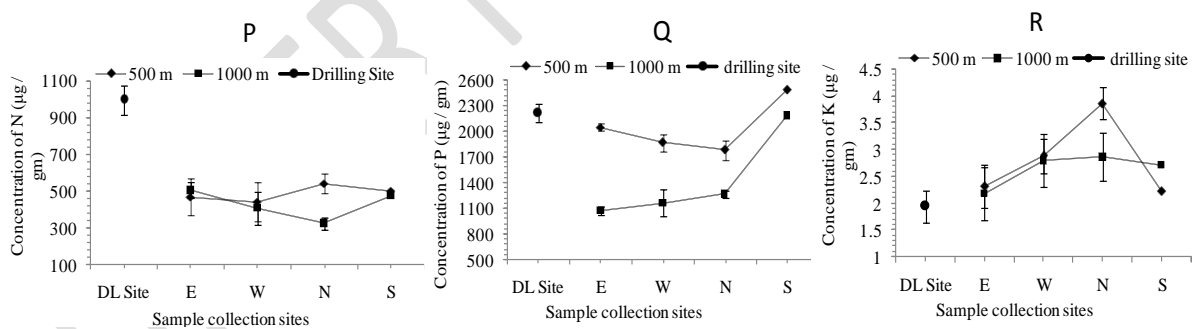 P
500 m 1000 m Drilling Site
Concentration of N (µg / gm)
1100
900
700
500
300
100
DL Site E W N S
Sample collection sites
Q
500 m 1000 m drilling site
Concentration of P (µg / gm)
2600
2300
2000
1700
1400
1100
800
500
DL Site E W N S
Sample collection sites
R
500 m 1000 m drilling site
Concentration of K (µg / gm)
4.5
4
3.5
3
2.5
2
1.5
1
DL Site E W N S
Sample collection sites